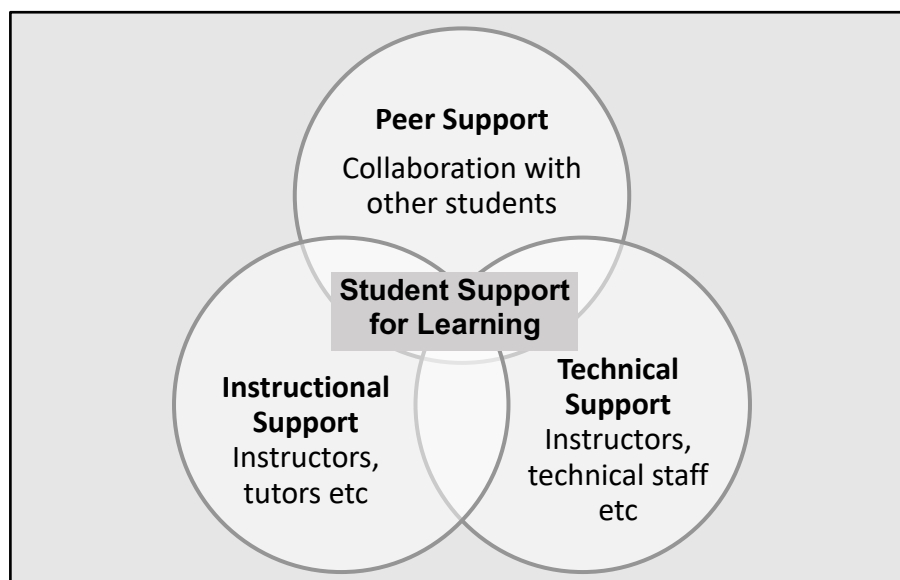 Peer Support
Collaboration with
other students
Student Support
for Learning
Instructional
Support
Instructors,
tutors etc
Technical
Support
Instructors,
technical staff
etc